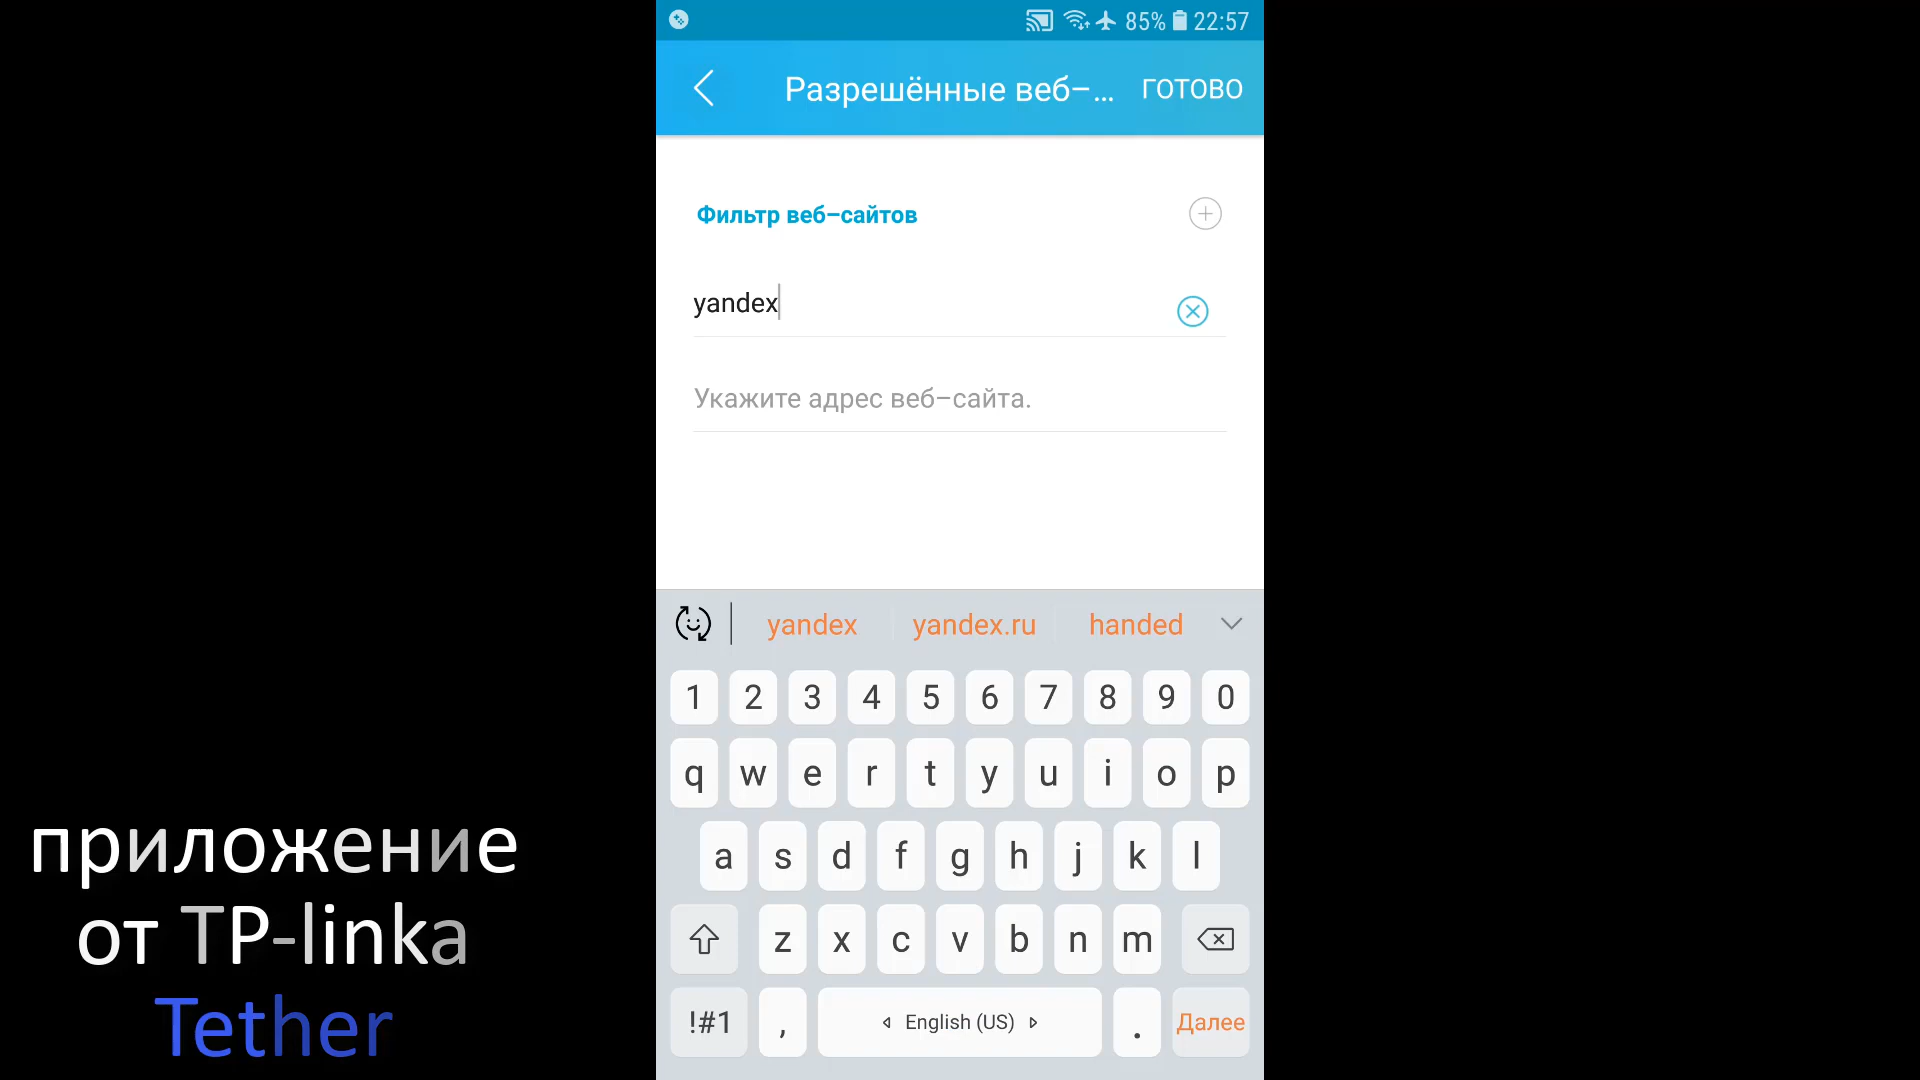 85% 22:57
Разрешённые веб-... ГОТОВО
Фильтр веб-сайтов
yandex
Укажите адрес веб-сайта.
yandex yandex.ru handed
1 2 3 4 5 6 7 8 9 0
q w e r t y u i o p
a s d f g h j k l
z x c v b n m
!#1 , English (US) . Далее
приложение
от TP-linka
Tether